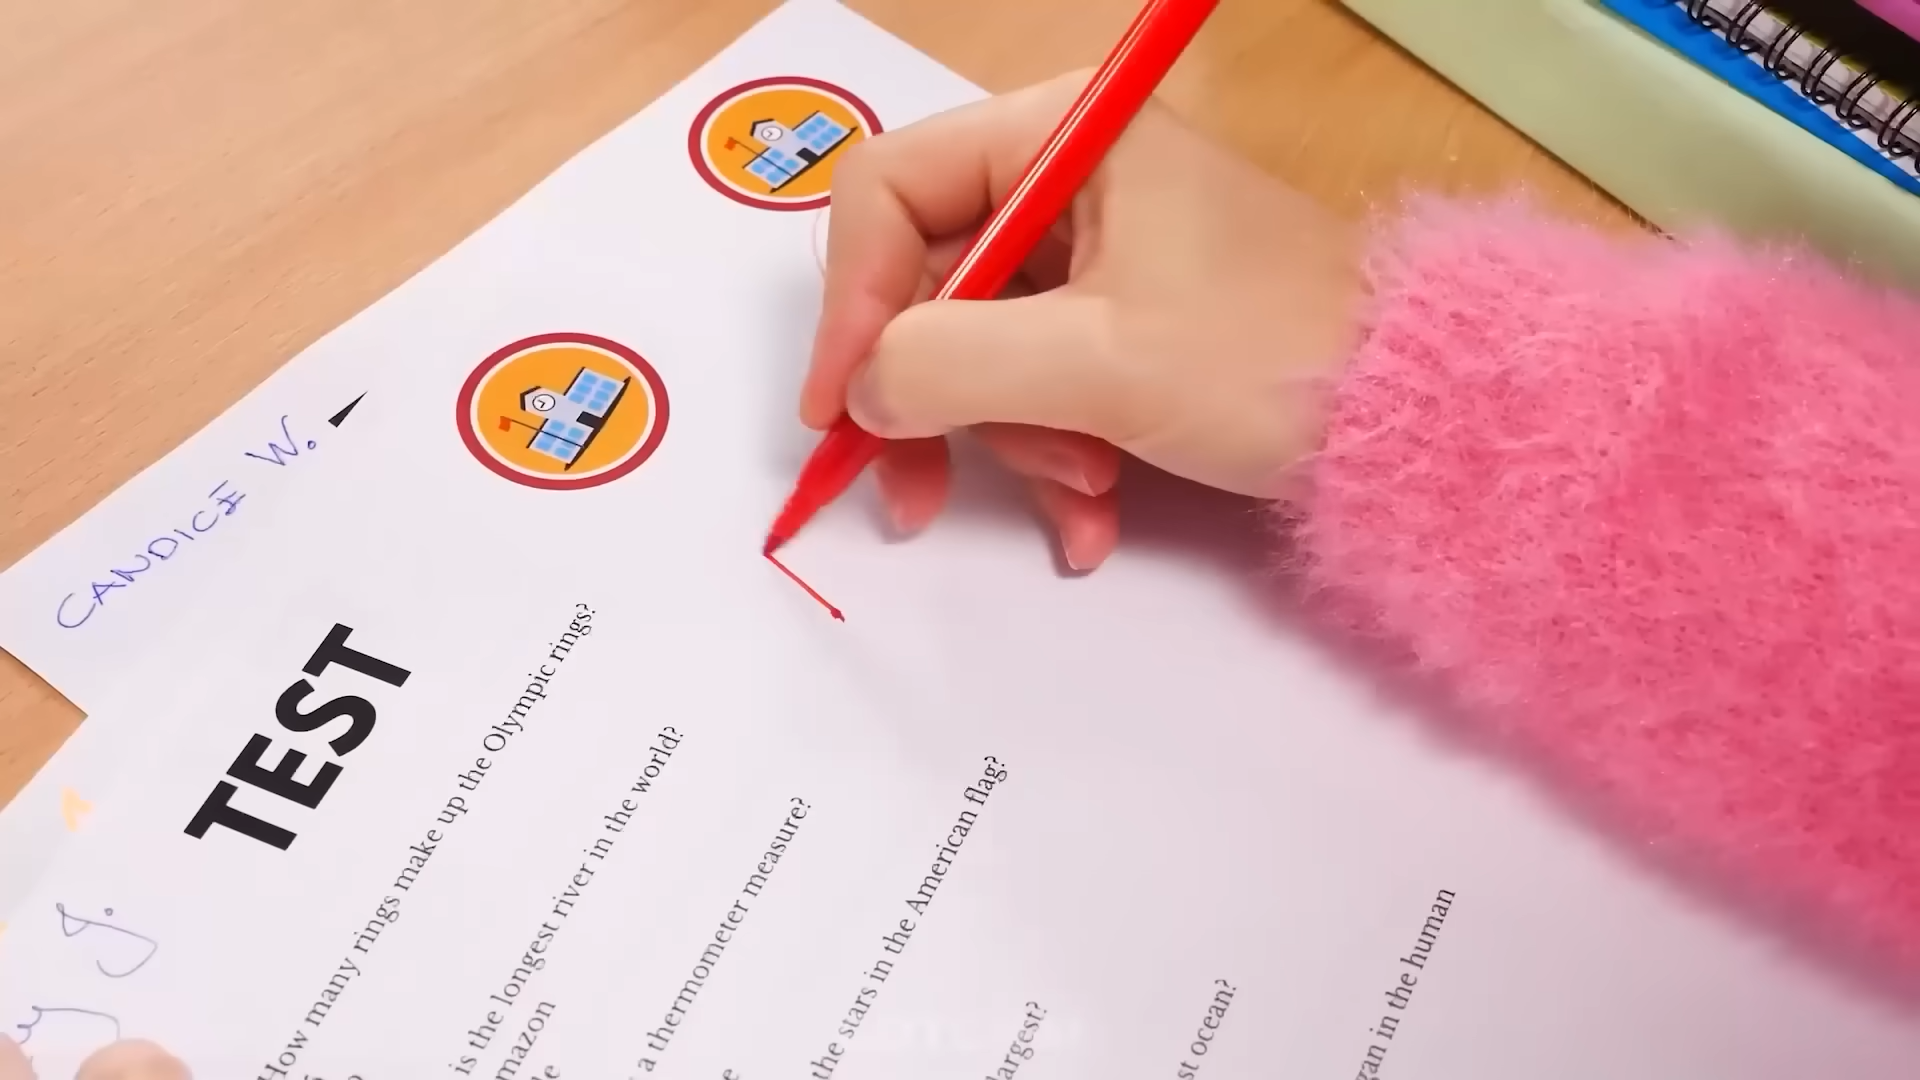 CANDICE W.
J.
TEST
How many rings make up the Olympic rings?
is the longest river in the world?
mazon
a thermometer measure?
the stars in the American flag?
largest?
st ocean?
gan in the human